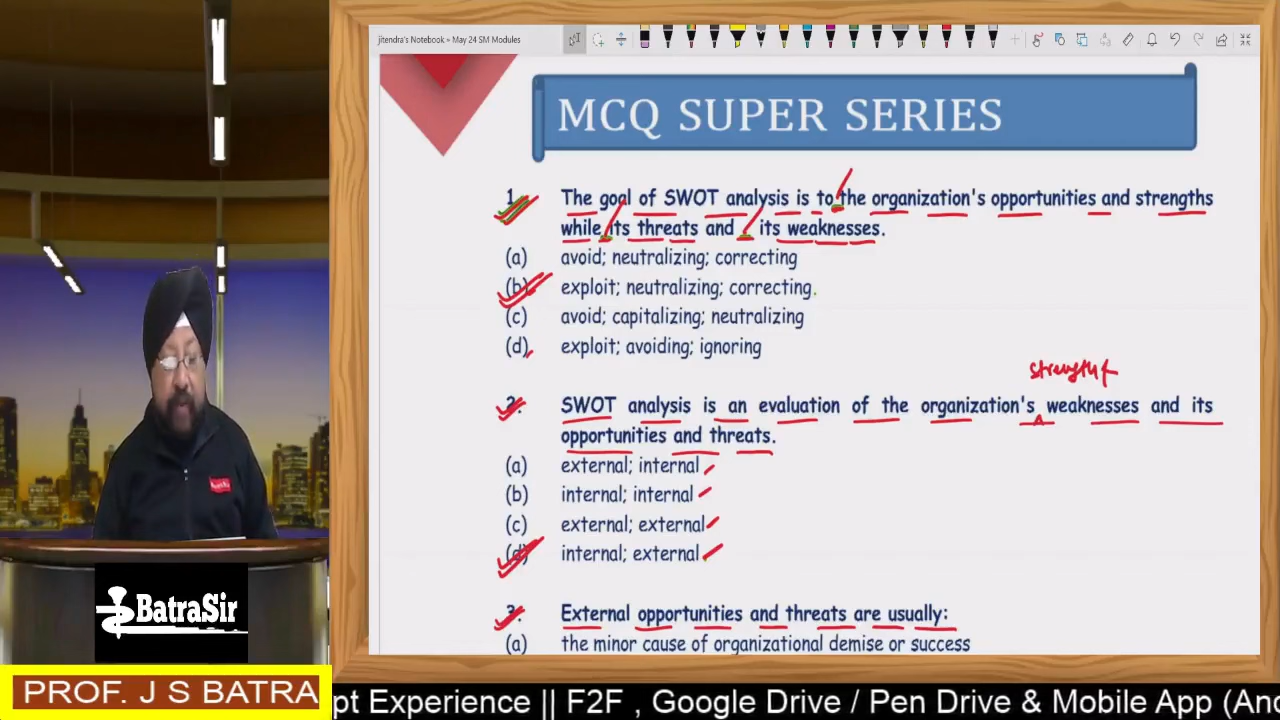 jitendra's Notebook » May 24 SM Modules
MCQ SUPER SERIES
1. The goal of SWOT analysis is to the organization's opportunities and strengths
while its threats and its weaknesses.
(a) avoid; neutralizing; correcting
(b) exploit; neutralizing; correcting.
(c) avoid; capitalizing; neutralizing
(d) exploit; avoiding; ignoring
strength &
2. SWOT analysis is an evaluation of the organization's weaknesses and its
opportunities and threats.
(a) external; internal
(b) internal; internal
(c) external; external
(d) internal; external
3. External opportunities and threats are usually:
(a) the minor cause of organizational demise or success
BatraSir
PROF. J S BATRA
pt Experience || F2F , Google Drive / Pen Drive & Mobile App (And